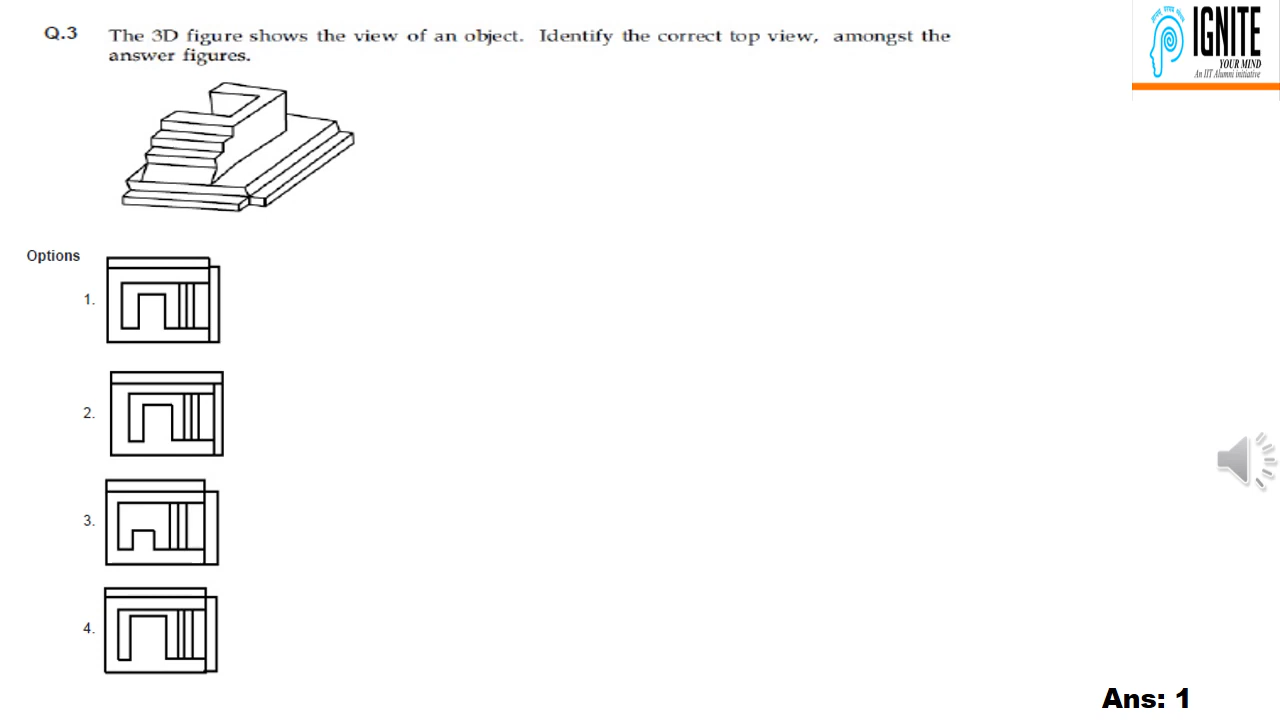 Q.3 The 3D figure shows the view of an object. Identify the correct top view, amongst the
answer figures.
IGNITE
YOUR MIND
An IIT Alumni initiative
Options
1.
2.
3.
4.
Ans: 1